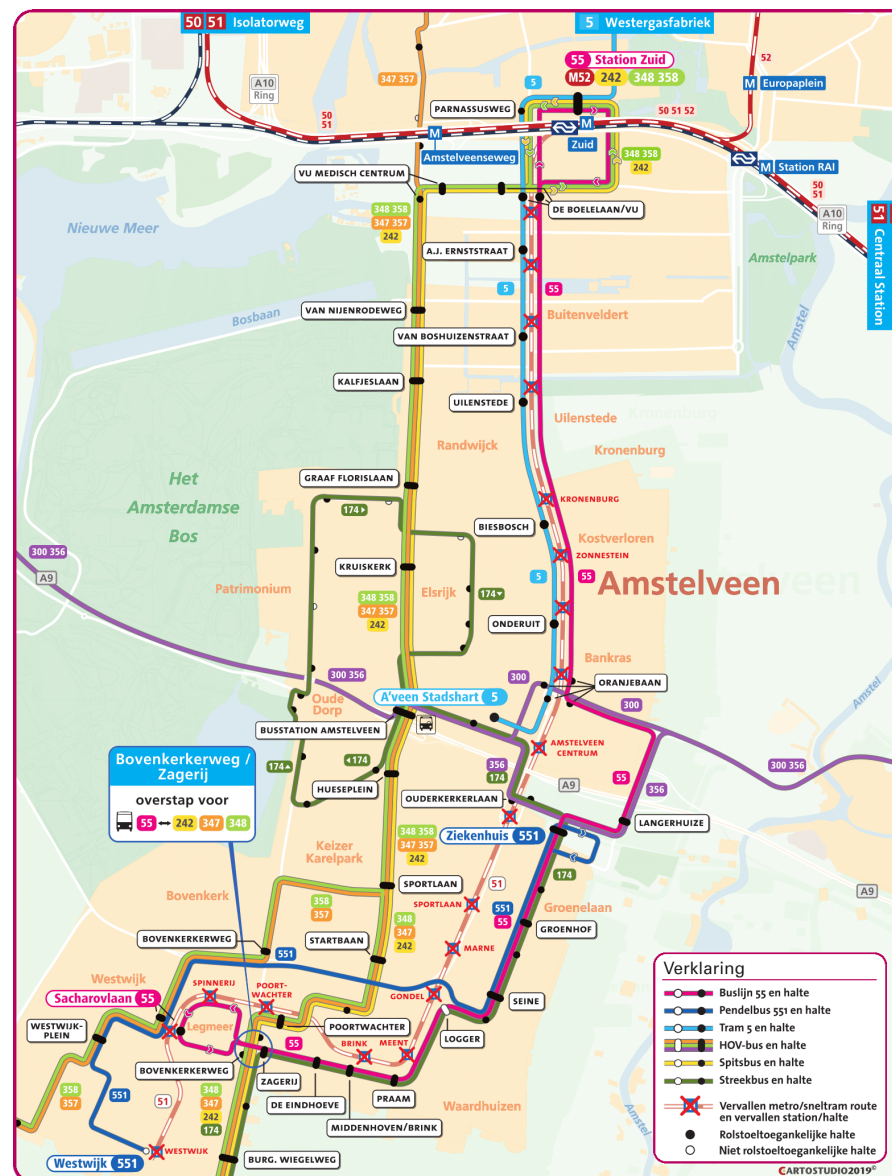 50 51 Isolatorweg
5 Westergasfabriek
55 Station Zuid
M52 242 348 358
347 357
52
A10
Ring
M Europaplein
PARNASSUSWEG
50
51
50 51 52
M
M
Amstelveenseweg
Zuid
348 358
242
M Station RAI
VU MEDISCH CENTRUM
50
51
DE BOELELAAN/VU
348 358
347 357
242
A10
Ring
51 Centraal Station
Nieuwe Meer
A.J. ERNSTSTRAAT
Amstelpark
Amstel
5
55
Bosbaan
VAN NIJENRODEWEG
Buitenveldert
VAN BOSHUIZENSTRAAT
KALFJESLAAN
UILENSTEDE
Uilenstede
Kronenburg
Randwijck
Kronenburg
Het
Amsterdamse
Bos
GRAAF FLORISLAAN
KRONENBURG
174
BIESBOSCH
Kostverloren
300 356
A9
ZONNESTEIN
KRUISKERK
Patrimonium
Elsrijk
5
55
Amstelveen
348 358
347 357
242
174
ONDERUIT
Bankras
300 356
300
ORANJEBAAN
A'veen Stadshart 5
Oude
Dorp
300
Amstel
BUSSTATION AMSTELVEEN
AMSTELVEEN
CENTRUM
Bovenkerkerweg /
Zagerij
overstap voor
55 242 347 348
174
174
356
174
A9
55
356
300 356
HUESEPLEIN
OUDERKERKERLAAN
LANGERHUIZE
Ziekenhuis 551
348 358
347 357
242
Keizer
Karelpark
174
SPORTLAAN
51
A9
Bovenkerk
358
357
SPORTLAAN
551
55
Groenelaan
348
347
242
GROENHOF
BOVENKERKERWEG
551
STARTBAAN
MARNE
Westwijk
SPINNERIJ
POORT-
WACHTER
GONDEL
SEINE
Sacharovlaan 55
WESTWIJK-
PLEIN
Legmeer
POORTWACHTER
LOGGER
55
BRINK
MEENT
BOVENKERKERWEG
ZAGERIJ
358
357
551
51
348
347
242
174
DE EINDHOEVE
PRAAM
MIDDENHOVEN/BRINK
Waardhuizen
Amstel
WESTWIJK
Westwijk 551
BURG. WIEGELWEG
Verklaring
Buslijn 55 en halte
Pendelbus 551 en halte
Tram 5 en halte
HOV-bus en halte
Spitsbus en halte
Streekbus en halte
Vervallen metro/sneltram route
en vervallen station/halte
Rolstoeltoegankelijke halte
Niet rolstoeltoegankelijke halte
CARTOSTUDIO2019©